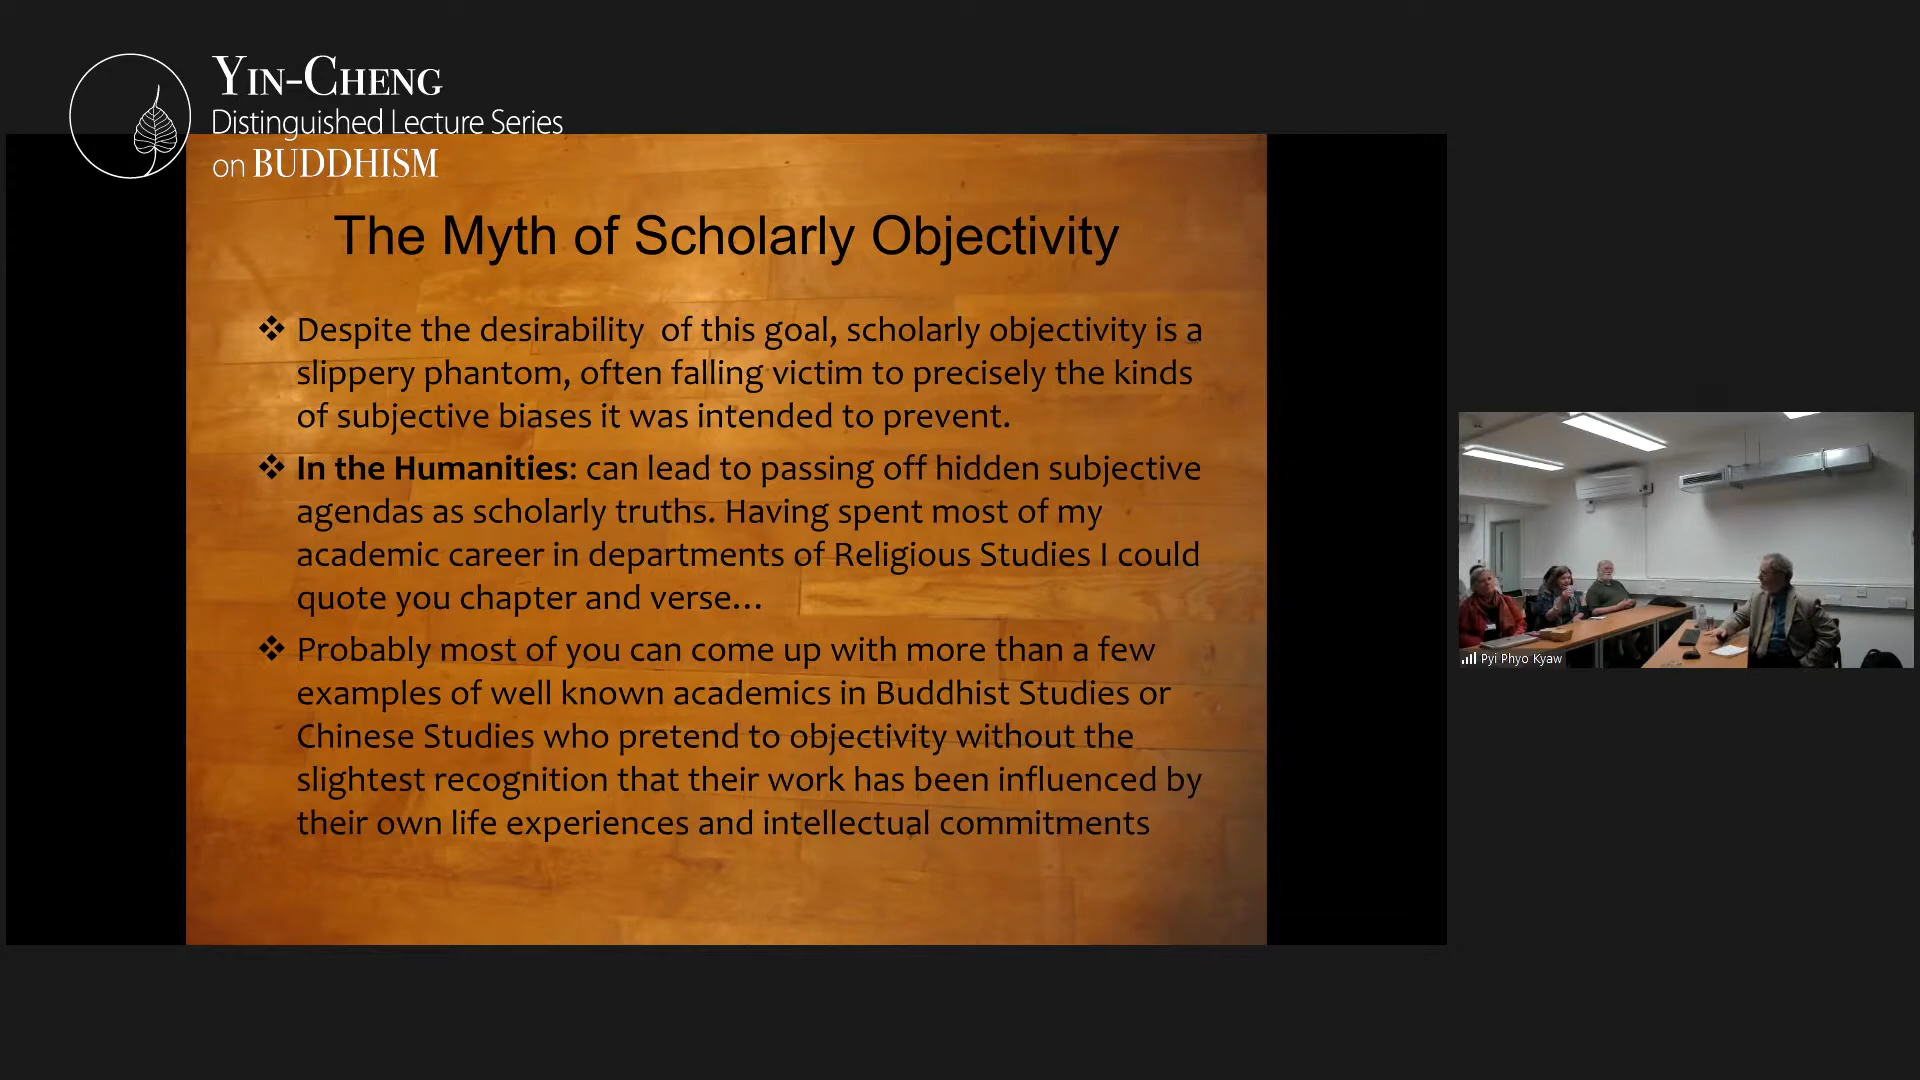 YIN-CHENG
Distinguished Lecture Series
on BUDDHISM
The Myth of Scholarly Objectivity
❖ Despite the desirability  of this goal, scholarly objectivity is a
slippery phantom, often falling victim to precisely the kinds
of subjective biases it was intended to prevent.
❖ In the Humanities: can lead to passing off hidden subjective
agendas as scholarly truths. Having spent most of my
academic career in departments of Religious Studies I could
quote you chapter and verse…
❖ Probably most of you can come up with more than a few
examples of well known academics in Buddhist Studies or
Chinese Studies who pretend to objectivity without the
slightest recognition that their work has been influenced by
their own life experiences and intellectual commitments
Pyi Phyo Kyaw